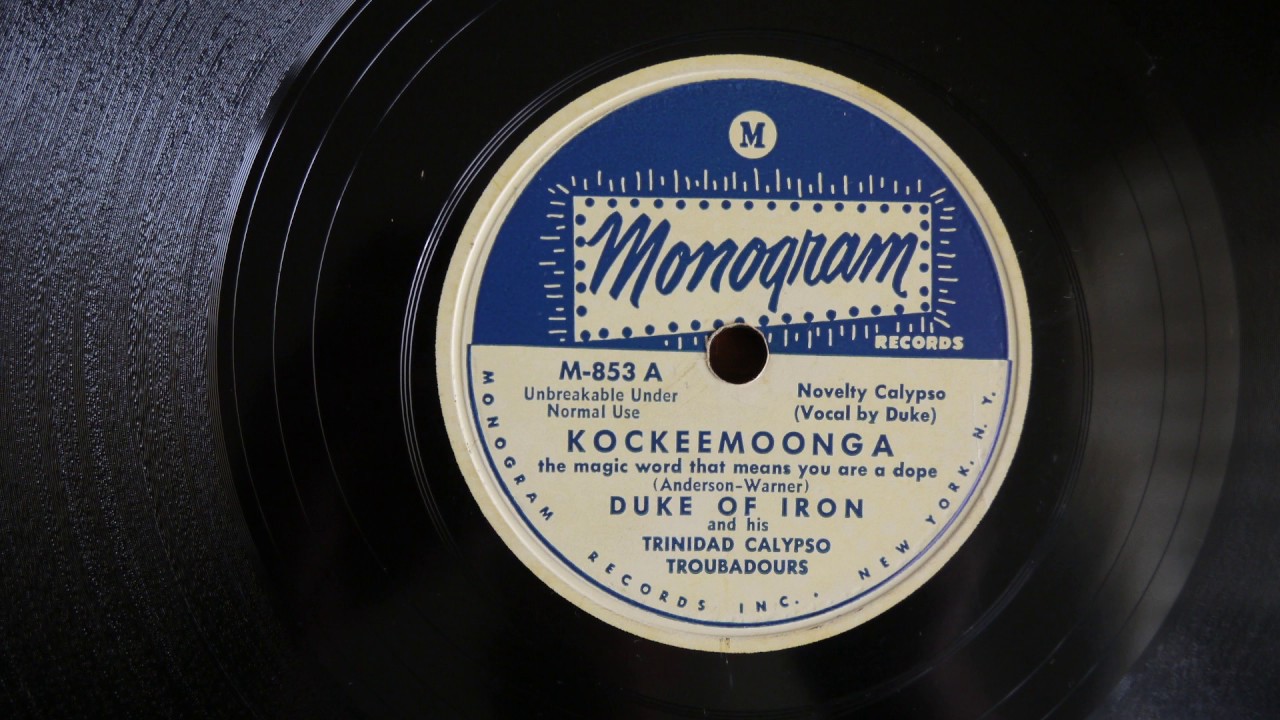 M
Monogram
RECORDS
M-853 A
Unbreakable Under
Normal Use
Novelty Calypso
(Vocal by Duke)
KOCKEEMOONGA
the magic word that means you are a dope
(Anderson-Warner)
DUKE OF IRON
and his
TRINIDAD CALYPSO
TROUBADOURS
MONOGRAM RECORDS INC. . NEW YORK. N. Y.